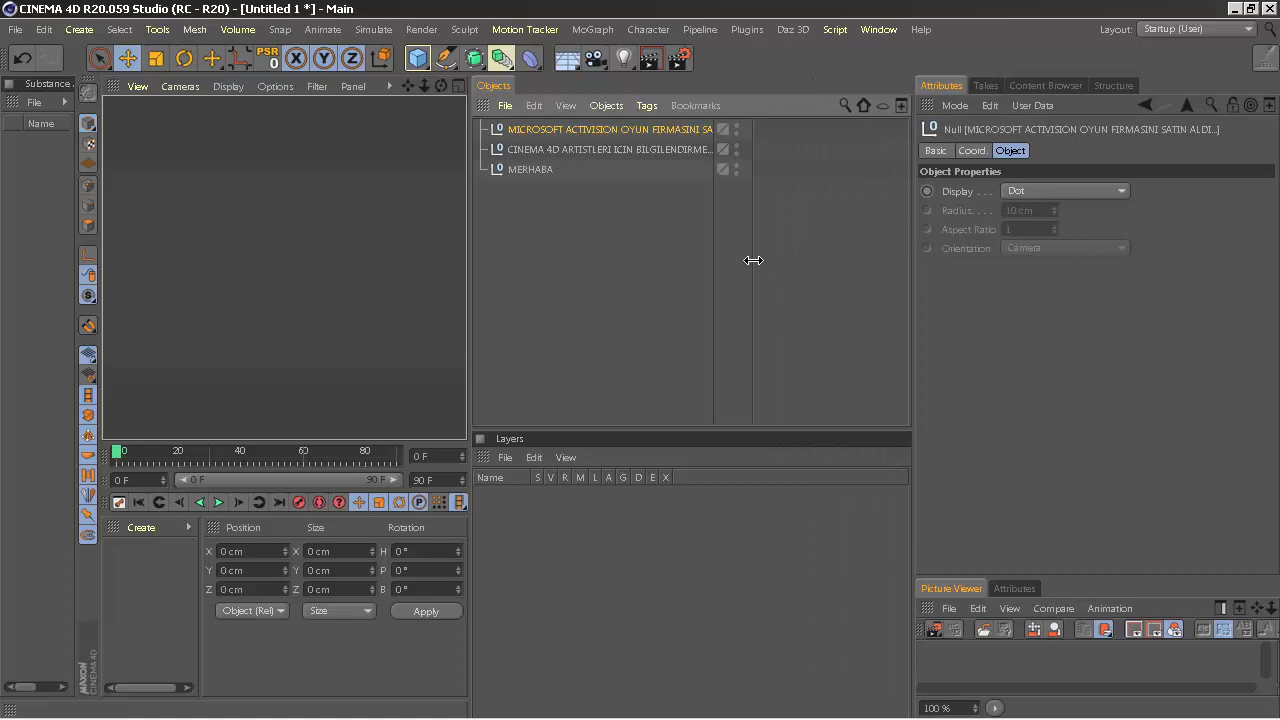 CINEMA 4D R20.059 Studio (RC - R20) - [Untitled 1 *] - Main
File Edit Create Select Tools Mesh Volume Snap Animate Simulate Render Sculpt Motion Tracker MoGraph Character Pipeline Plugins Daz 3D Script Window Help Layout: Startup (User)
PSR
0
X Y Z
Substance
File
Name
View Cameras Display Options Filter Panel
Objects
File Edit View Objects Tags Bookmarks
MICROSOFT ACTIVISION OYUN FIRMASINI SA
CINEMA 4D ARTISTLERI ICIN BILGILENDIRME...
MERHABA
Attributes Takes Content Browser Structure
Mode Edit User Data
Null [MICROSOFT ACTIVISION OYUN FIRMASINI SATIN ALDI...]
Basic Coord. Object
Object Properties
Display . . . Dot
Radius. . . . 10 cm
Aspect Ratio 1
Orientation Camera
Layers
File Edit View
Name S V R M L A G D E X
0 20 40 60 80 0 F
0 F 0 F 90 F 90 F
Create
Position Size Rotation
X 0 cm X 0 cm H 0 °
Y 0 cm Y 0 cm P 0 °
Z 0 cm Z 0 cm B 0 °
Object (Rel) Size Apply
MAXON
CINEMA 4D
Picture Viewer Attributes
File Edit View Compare Animation
100 %